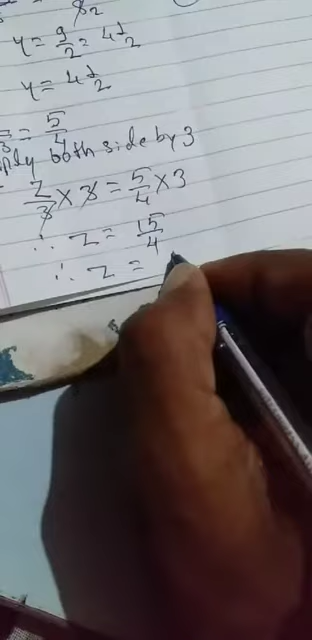 y = 9/2 = 4 1/2
y = 4 1/2
= 5/4
both side by 3
z/3 × 3 = 5/4 × 3
∴ z = 15/4
∴ z =